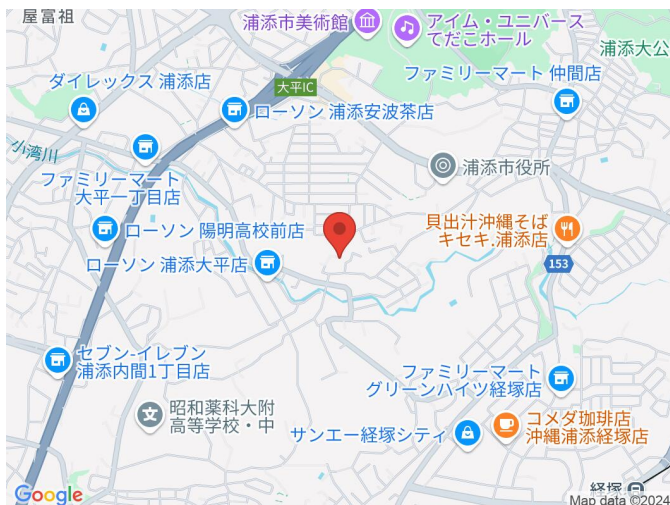 屋富祖
浦添市美術館
アイム・ユニバース
てだこホール
浦添大公
ダイレックス 浦添店
大平IC
ファミリーマート 仲間店
ローソン 浦添安波茶店
小湾川
ファミリーマート
大平一丁目店
浦添市役所
ローソン 陽明高校前店
貝出汁沖縄そば
キセキ.浦添店
ローソン 浦添大平店
153
セブン-イレブン
浦添内間1丁目店
ファミリーマート
グリーンハイツ経塚店
昭和薬科大附
高等学校・中
コメダ珈琲店
沖縄浦添経塚店
サンエー経塚シティ
経塚
Google
Map data ©2024